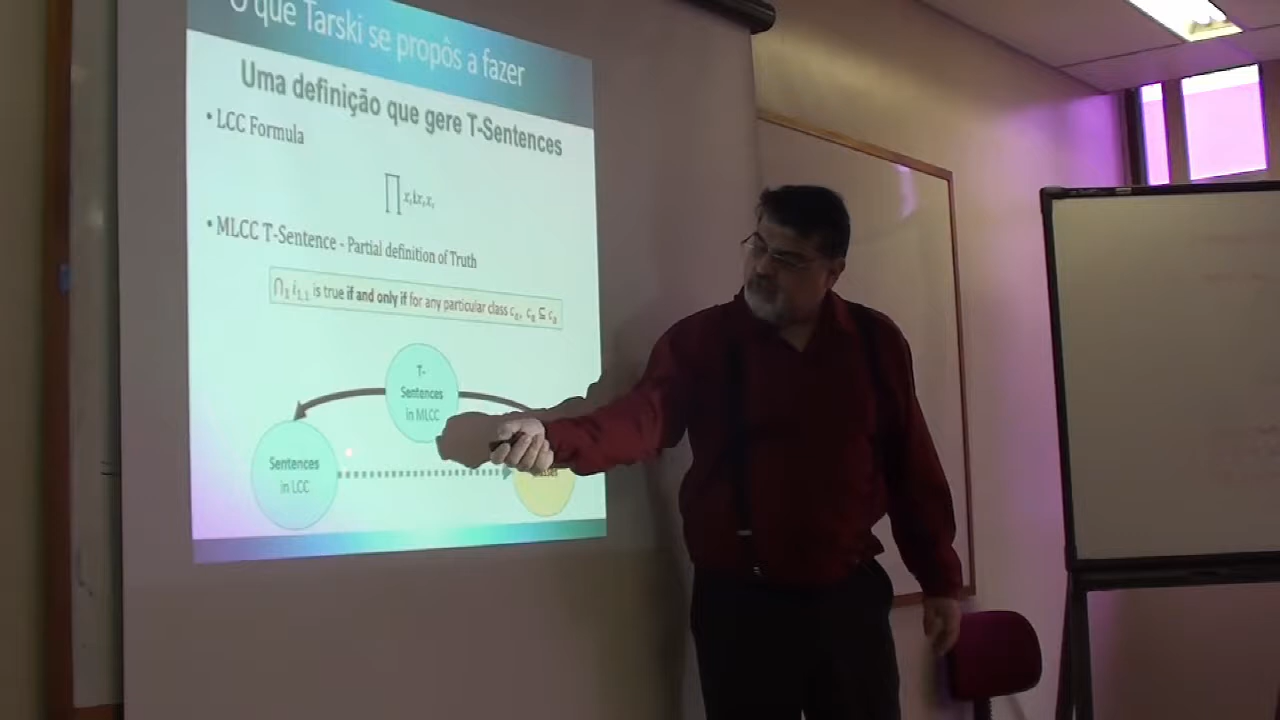 O que Tarski se propôs a fazer
Uma definição que gere T-Sentences
• LCC Formula
• MLCC T-Sentence - Partial definition of Truth
is true if and only if for any particular class
T-
Sentences
in MLCC
Sentences
in LCC